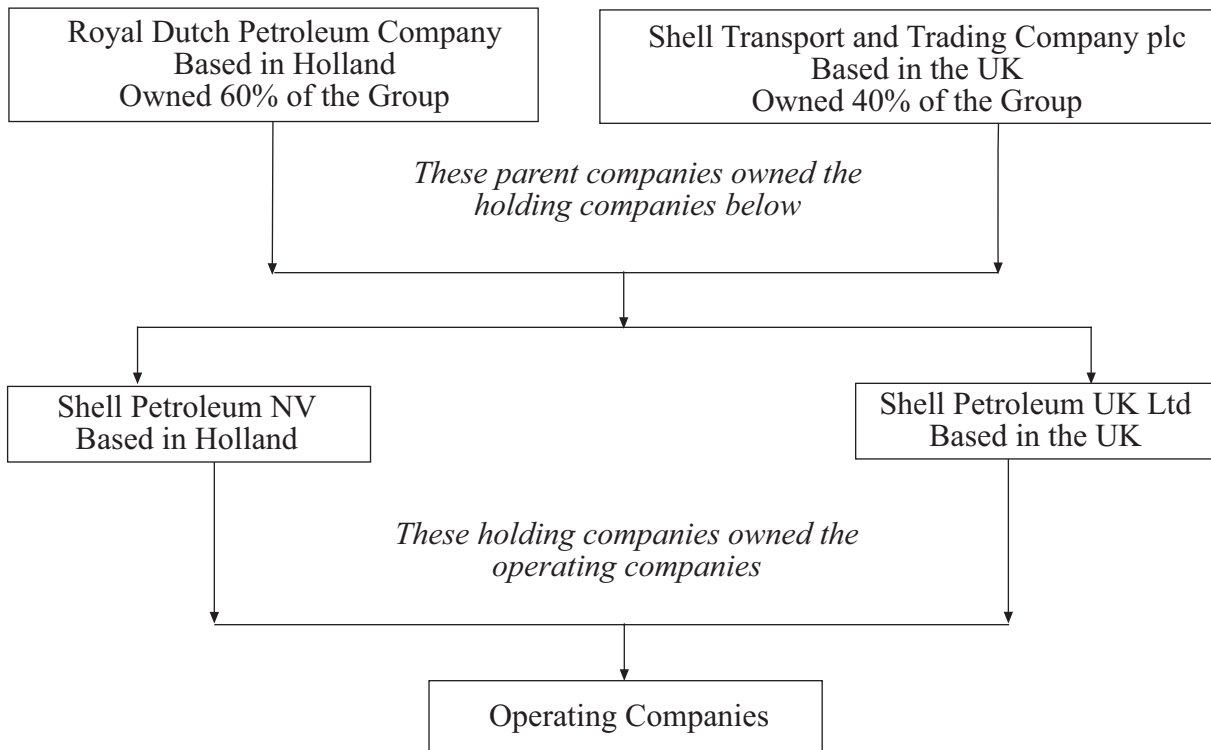 Royal Dutch Petroleum Company
Based in Holland
Owned 60% of the Group
Shell Transport and Trading Company plc
Based in the UK
Owned 40% of the Group
These parent companies owned the
holding companies below
Shell Petroleum NV
Based in Holland
Shell Petroleum UK Ltd
Based in the UK
These holding companies owned the
operating companies
Operating Companies